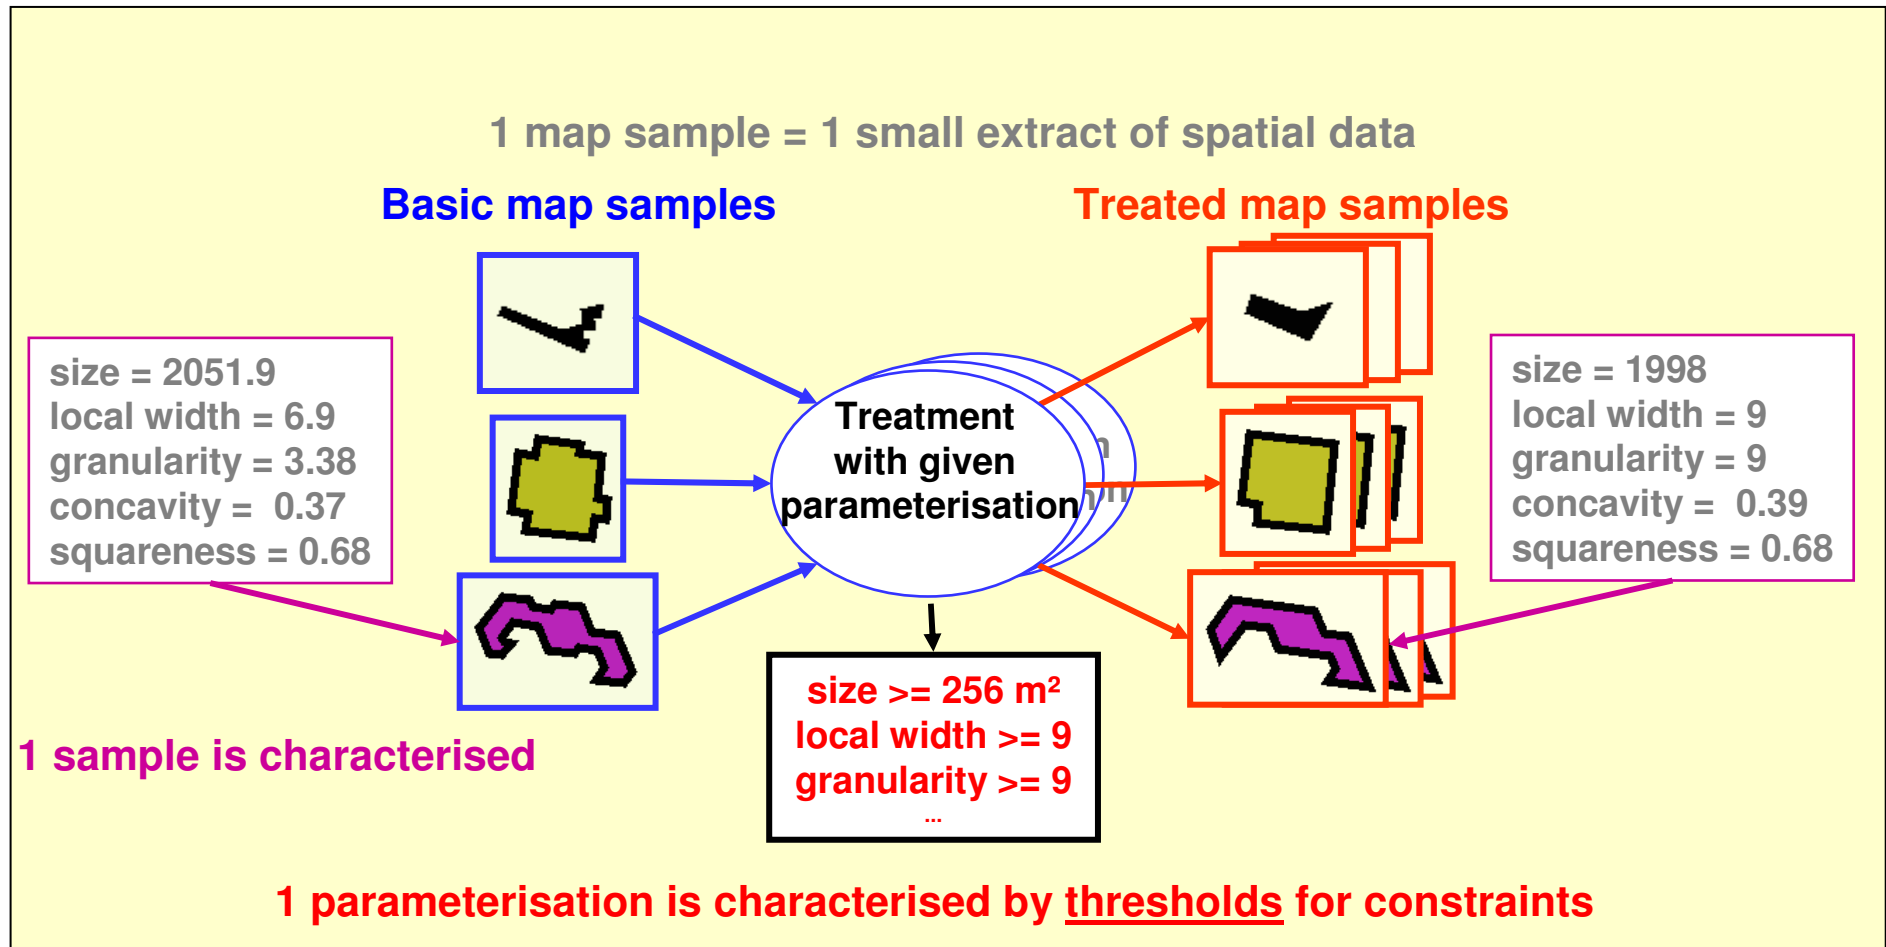 1 map sample = 1 small extract of spatial data
Basic map samples
Treated map samples
size = 2051.9
local width = 6.9
granularity = 3.38
concavity =  0.37
squareness = 0.68
Treatment
with given
parameterisation
size = 1998
local width = 9
granularity = 9
concavity =  0.39
squareness = 0.68
size >= 256 m²
local width >= 9
granularity >= 9
...
1 sample is characterised
1 parameterisation is characterised by thresholds for constraints